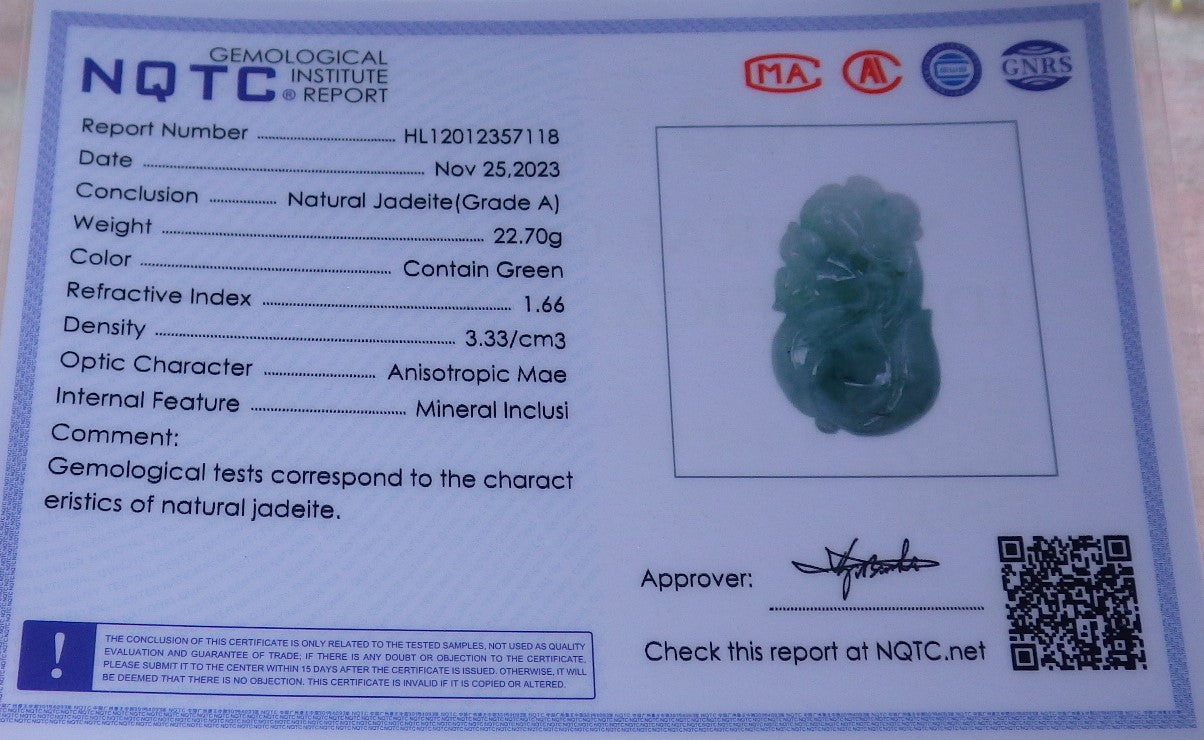 NQTC ® GEMOLOGICAL
INSTITUTE
REPORT
MA
GNRS
Report Number HL12012357118
Date Nov 25,2023
Conclusion Natural Jadeite(Grade A)
Weight 22.70g
Color Contain Green
Refractive Index 1.66
Density 3.33/cm3
Optic Character Anisotropic Mae
Internal Feature Mineral Inclusi
Comment:
Gemological tests correspond to the charact
eristics of natural jadeite.
Approver:
Check this report at NQTC.net
!
THE CONCLUSION OF THIS CERTIFICATE IS ONLY RELATED TO THE TESTED SAMPLES, NOT USED AS QUALITY
EVALUATION AND GUARANTEE OF TRADE; IF THERE IS ANY DOUBT OR OBJECTION TO THE CERTIFICATE,
PLEASE SUBMIT IT TO THE CENTER WITHIN 15 DAYS AFTER THE CERTIFICATE IS ISSUED. OTHERWISE, IT WILL
BE DEEMED THAT THERE IS NO OBJECTION. THIS CERTIFICATE IS INVALID IF IT IS COPIED OR ALTERED.